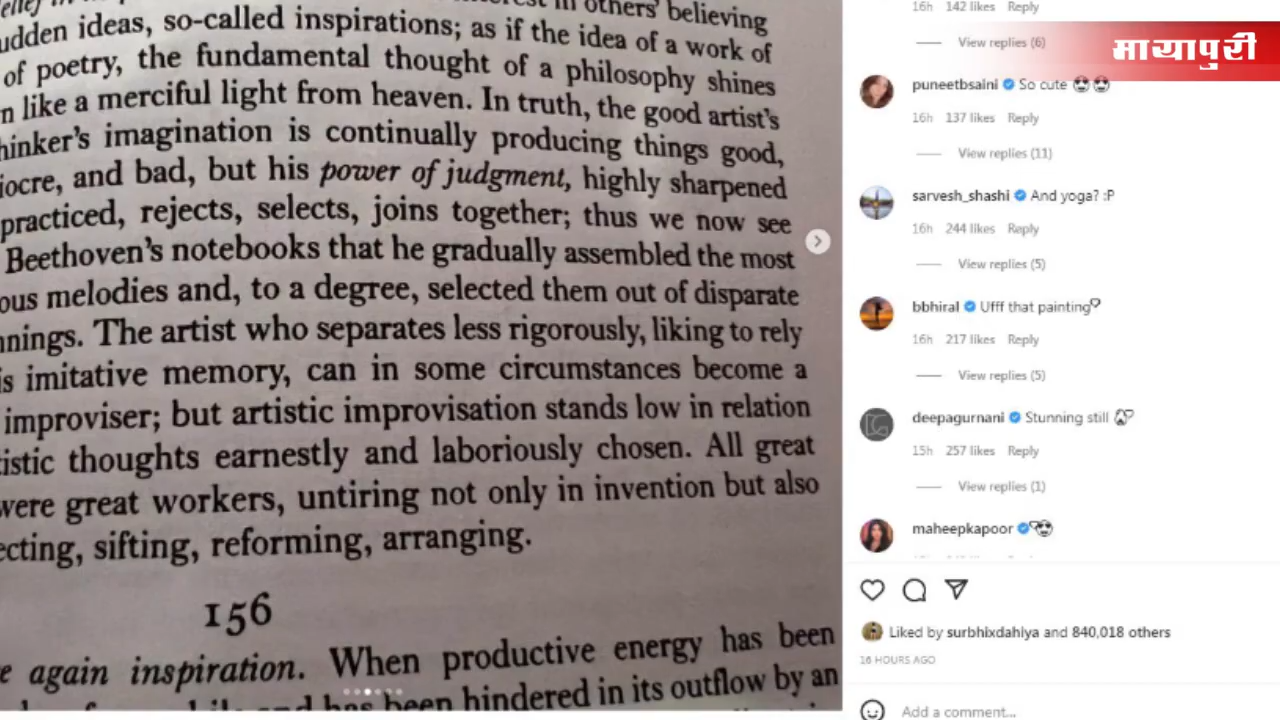 in others' believing
udden ideas, so-called inspirations; as if the idea of a work of
of poetry, the fundamental thought of a philosophy shines
n like a merciful light from heaven. In truth, the good artist's
hinker's imagination is continually producing things good,
iocre, and bad, but his power of judgment, highly sharpened
practiced, rejects, selects, joins together; thus we now see
Beethoven's notebooks that he gradually assembled the most
ous melodies and, to a degree, selected them out of disparate
nnings. The artist who separates less rigorously, liking to rely
is imitative memory, can in some circumstances become a
improviser; but artistic improvisation stands low in relation
tistic thoughts earnestly and laboriously chosen. All great
were great workers, untiring not only in invention but also
ecting, sifting, reforming, arranging.
156
e again inspiration. When productive energy has been
and has been hindered in its outflow by an
16h 142 likes Reply
View replies (6)
मायापुरी
puneetbsaini So cute
16h 137 likes Reply
View replies (11)
sarvesh_shashi And yoga? :P
16h 244 likes Reply
View replies (5)
bbhiral Ufff that painting
16h 217 likes Reply
View replies (5)
deepagurnani Stunning still
15h 257 likes Reply
View replies (1)
maheepkapoor
Liked by surbhixdahiya and 840,018 others
16 HOURS AGO
Add a comment...